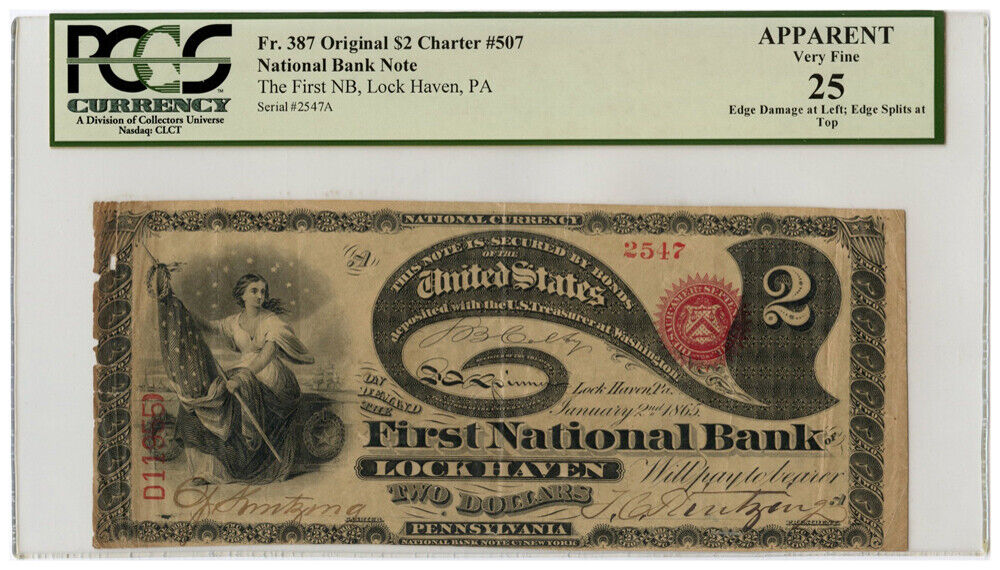 PCGS
CURRENCY
A Division of Collectors Universe
Nasdaq: CLCT
Fr. 387 Original $2 Charter #507
National Bank Note
The First NB, Lock Haven, PA
Serial #2547A
APPARENT
Very Fine
25
Edge Damage at Left; Edge Splits at
Top
NATIONAL CURRENCY
A
THIS NOTE IS SECURED BY BONDS
OF THE
United States
deposited with the U.S. Treasurer at Washington
2547
2
Lock Haven, Pa.
January 2nd 1865.
ON
DEMAND
THE
First National Bank
OF
LOCK HAVEN
Will pay to bearer
TWO DOLLARS
PENNSYLVANIA
NATIONAL BANK NOTE CO. NEW YORK
PRESIDENT